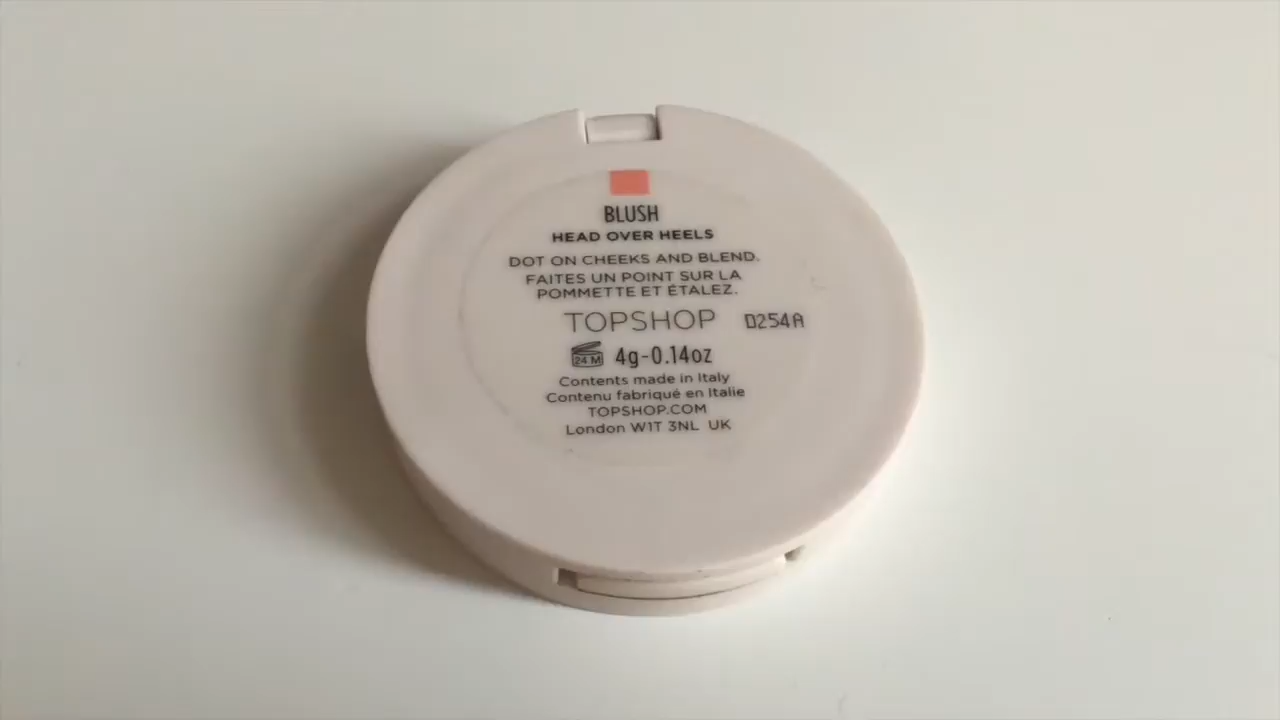 BLUSH
HEAD OVER HEELS
DOT ON CHEEKS AND BLEND.
FAITES UN POINT SUR LA
POMMETTE ET ÉTALEZ.
TOPSHOP D254A
24 M 4g-0.14oz
Contents made in Italy
Contenu fabriqué en Italie
TOPSHOP.COM
London W1T 3NL UK